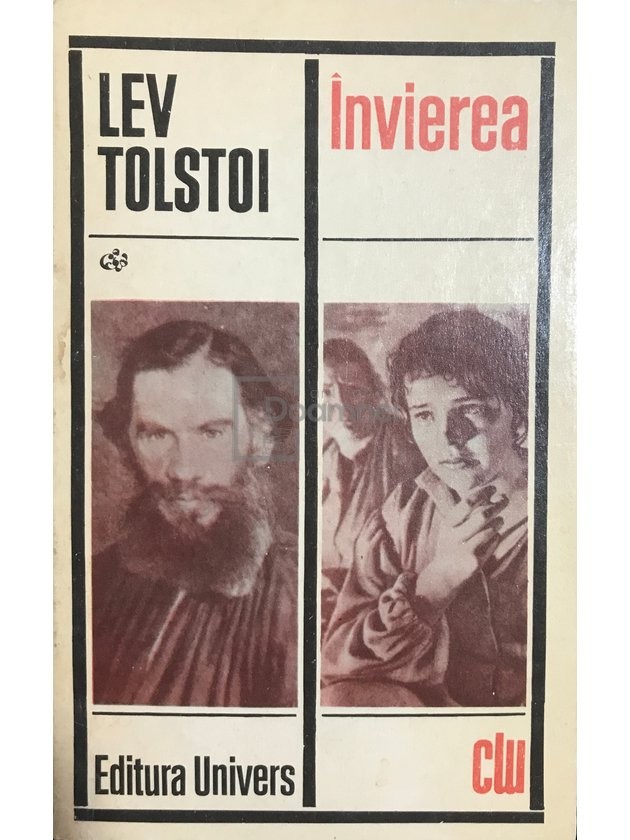 LEV
TOLSTOI
Învierea
Editura Univers
clu